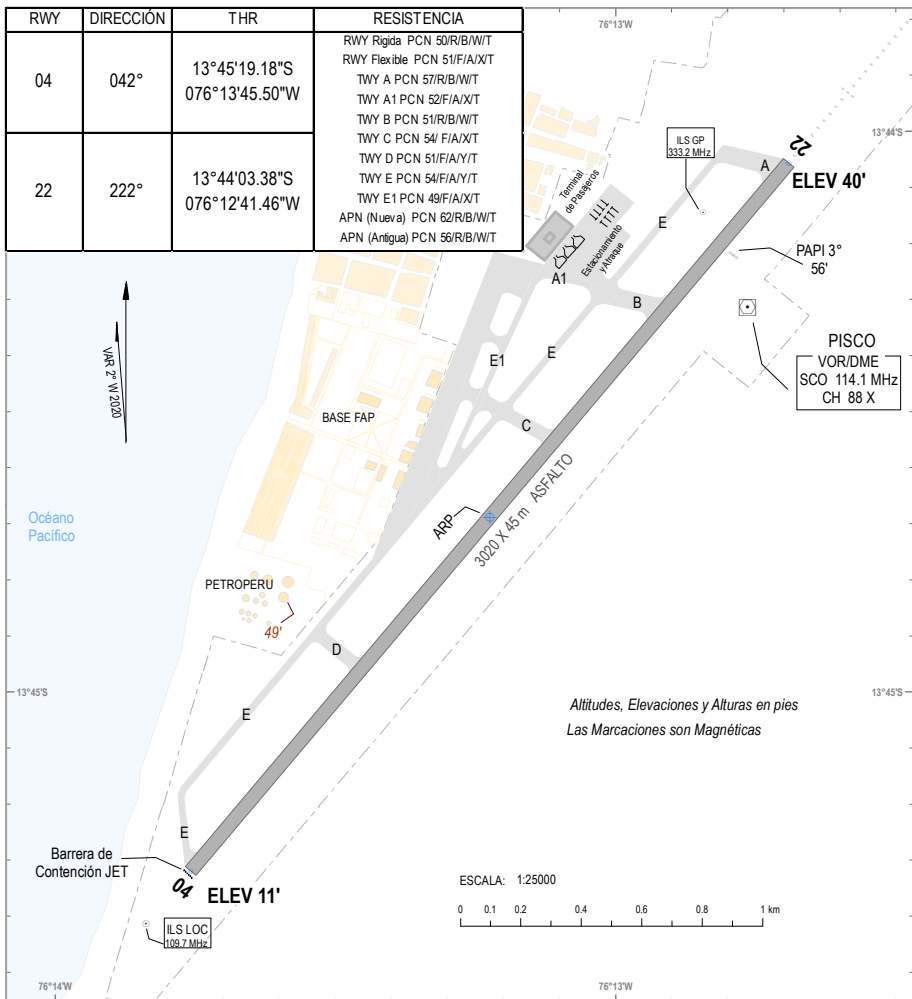 RWY DIRECCIÓN THR RESISTENCIA
04 042° 13°45'19.18"S
076°13'45.50"W
22 222° 13°44'03.38"S
076°12'41.46"W
RWY Rigida PCN 50/R/B/W/T
RWY Flexible PCN 51/F/A/X/T
TWY A PCN 57/R/B/W/T
TWY A1 PCN 52/F/A/X/T
TWY B PCN 51/R/B/W/T
TWY C PCN 54/ F/A/X/T
TWY D PCN 51/F/A/Y/T
TWY E PCN 54/F/A/Y/T
TWY E1 PCN 49/F/A/X/T
APN (Nueva) PCN 62/R/B/W/T
APN (Antigua) PCN 56/R/B/W/T
76°13'W
13°44'S
ILS GP
333.2 MHz
22
A
ELEV 40'
Terminal
de Pasajeros
Estacionamiento
y Atraque
E
PAPI 3°
56'
A1
B
PISCO
VOR/DME
SCO 114.1 MHz
CH 88 X
VAR 2° W 2020
E1
E
BASE FAP
C
ARP
3020 X 45 m ASFALTO
Océano
Pacífico
PETROPERU
49'
D
13°45'S
13°45'S
E
Altitudes, Elevaciones y Alturas en pies
Las Marcaciones son Magnéticas
E
Barrera de
Contención JET
04
ELEV 11'
ILS LOC
109.7 MHz
ESCALA: 1:25000
0 0.1 0.2 0.4 0.6 0.8 1 km
76°14'W
76°13'W